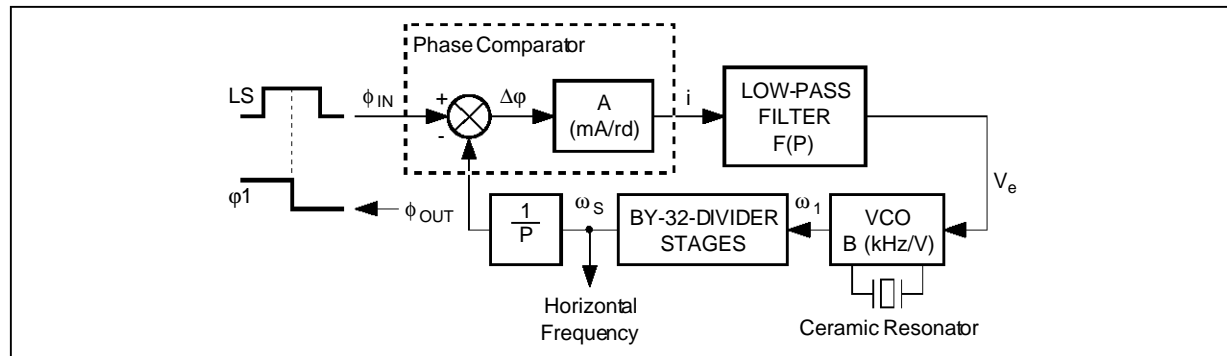 Phase Comparator
LS
ϕIN
+
-
Δφ
A
(mA/rd)
i
LOW-PASS
FILTER
F(P)
Ve
φ1
ϕOUT
1
P
ωS
BY-32-DIVIDER
STAGES
ω1
VCO
B (kHz/V)
Horizontal
Frequency
Ceramic Resonator